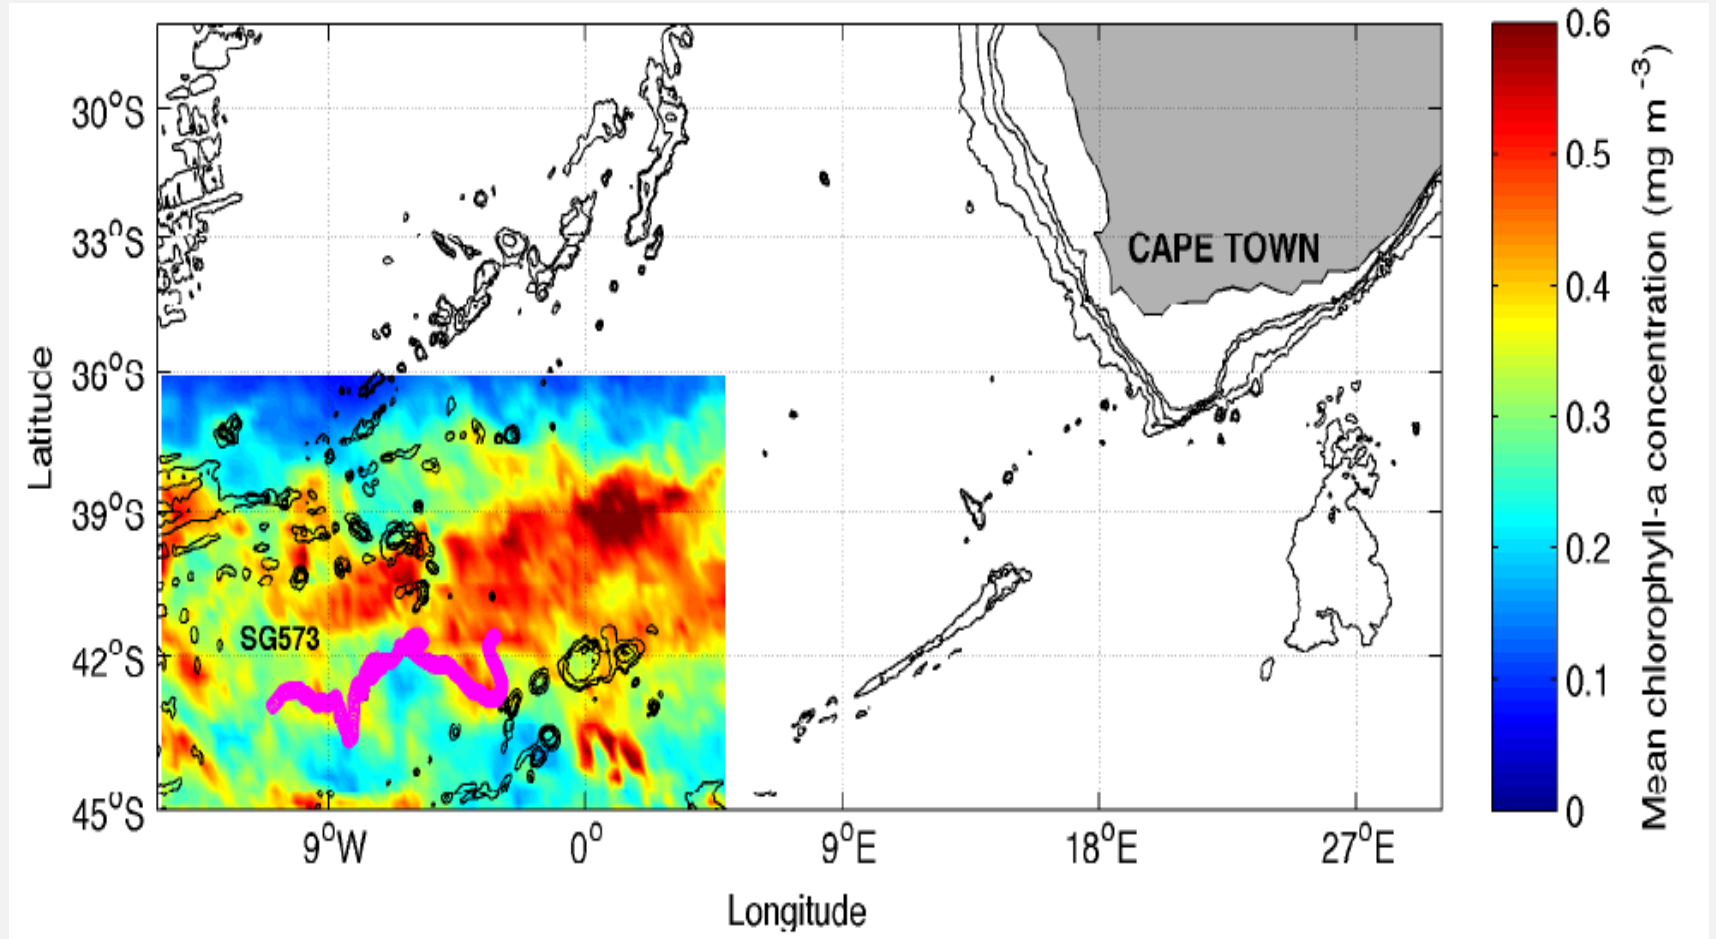 30°S
33°S
36°S
39°S
42°S
45°S
Latitude
CAPE TOWN
SG573
9°W
0°
9°E
18°E
27°E
Longitude
0.6
0.5
0.4
0.3
0.2
0.1
0
Mean chlorophyll-a concentration (mg m⁻³)